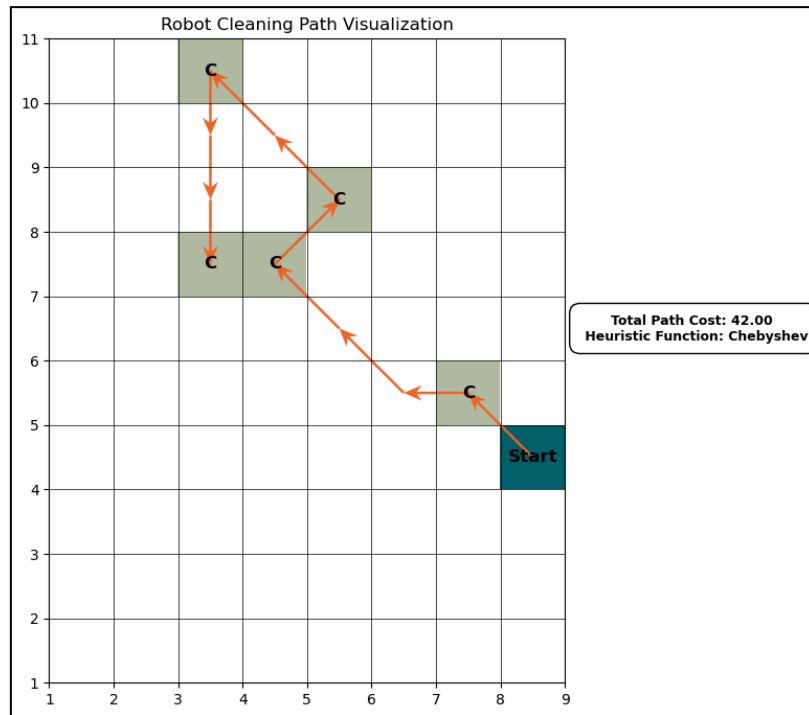 Robot Cleaning Path Visualization
11
10
9
8
7
6
5
4
3
2
1
C
C
C
C
C
Start
1 2 3 4 5 6 7 8 9
Total Path Cost: 42.00
Heuristic Function: Chebyshev